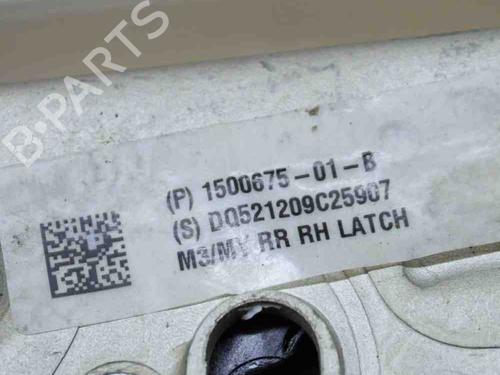 B-PARTS
(P) 1500675-01-B
(S) DQ521209C25907
M3/MY RR RH LATCH